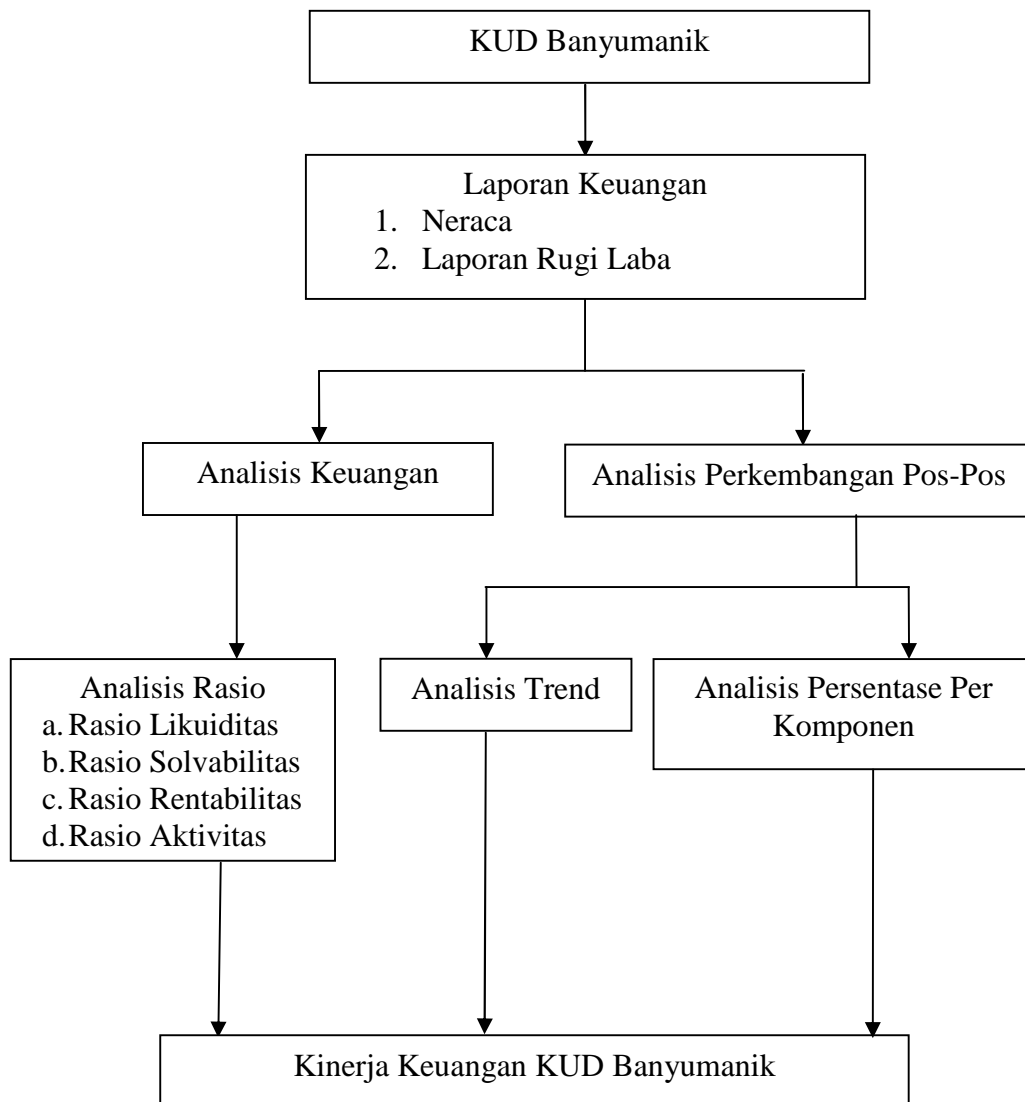 KUD Banyumanik
Laporan Keuangan
1. Neraca
2. Laporan Rugi Laba
Analisis Keuangan
Analisis Perkembangan Pos-Pos
Analisis Rasio
a. Rasio Likuiditas
b. Rasio Solvabilitas
c. Rasio Rentabilitas
d. Rasio Aktivitas
Analisis Trend
Analisis Persentase Per
Komponen
Kinerja Keuangan KUD Banyumanik